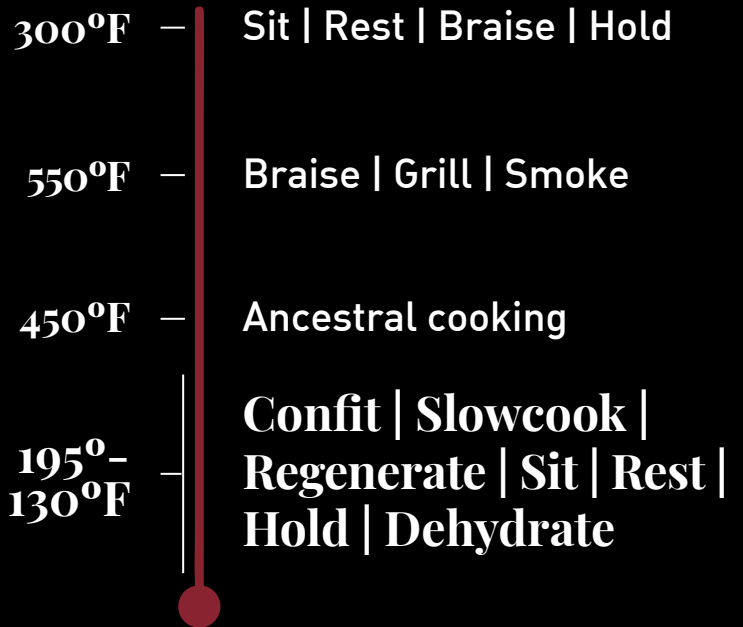 300ºF Sit | Rest | Braise | Hold
550ºF Braise | Grill | Smoke
450ºF Ancestral cooking
195º–
130ºF
Confit | Slowcook |
Regenerate | Sit | Rest |
Hold | Dehydrate